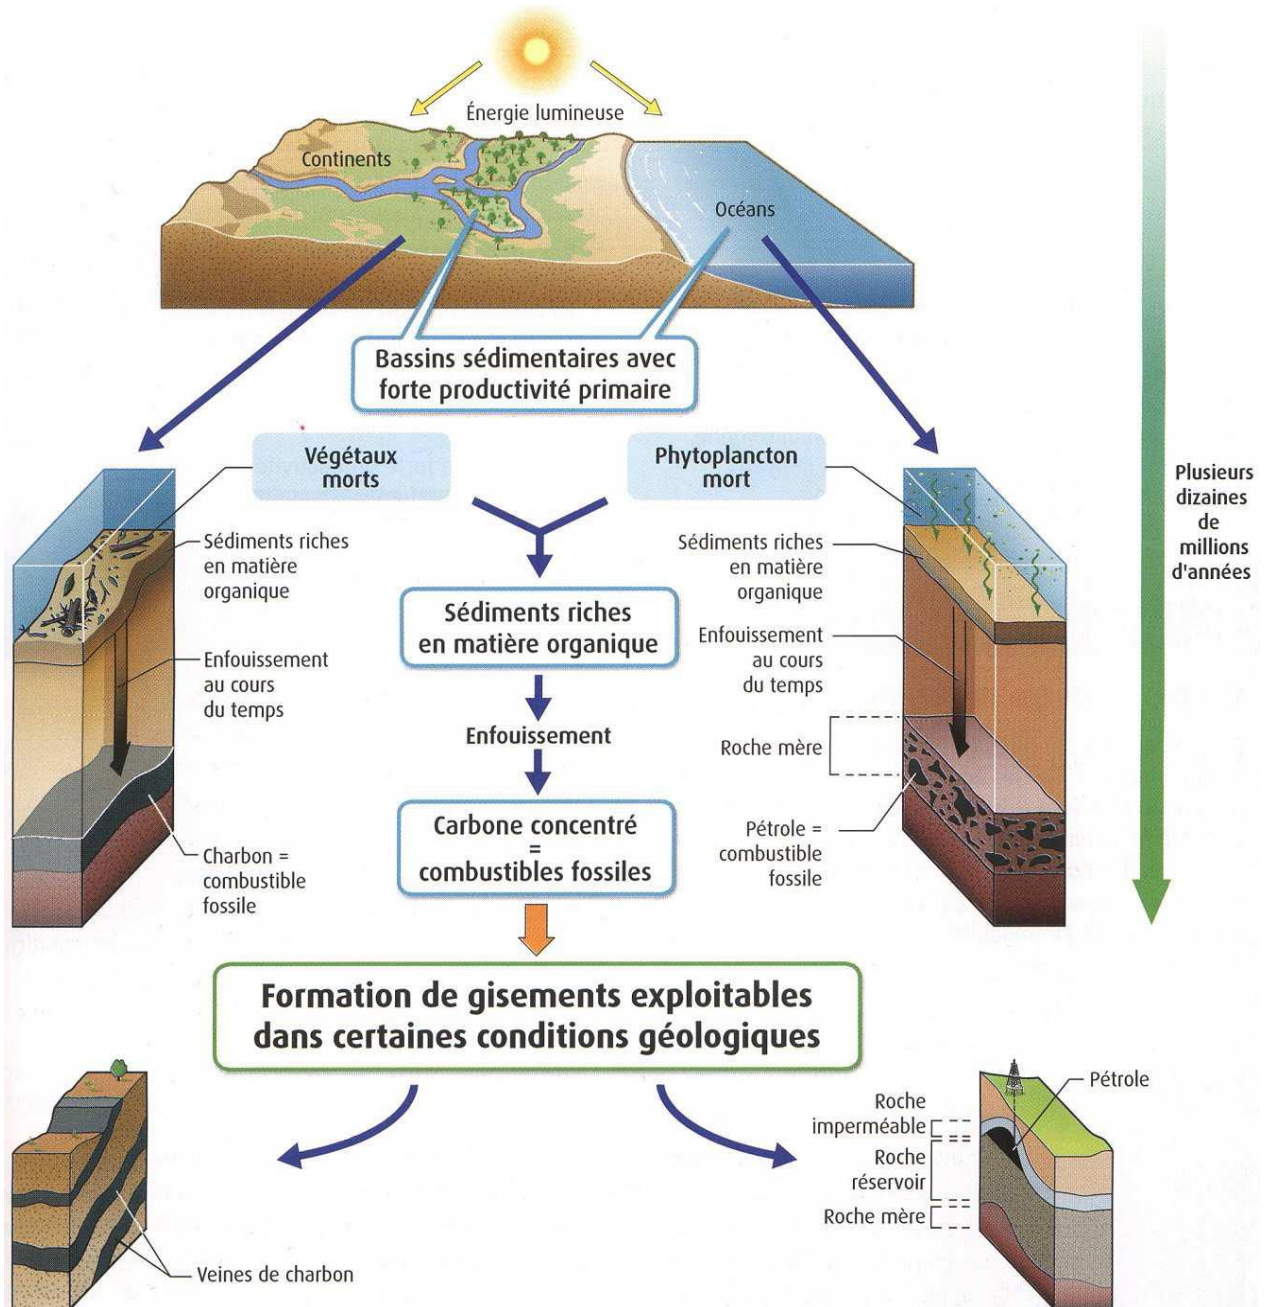 Énergie lumineuse
Continents
Océans
Bassins sédimentaires avec
forte productivité primaire
Végétaux
morts
Phytoplancton
mort
Plusieurs
dizaines
de
millions
d'années
Sédiments riches
en matière
organique
Sédiments riches
en matière
organique
Sédiments riches
en matière organique
Enfouissement
au cours
du temps
Enfouissement
au cours
du temps
Enfouissement
Roche mère
Carbone concentré
=
combustibles fossiles
Charbon =
combustible
fossile
Pétrole =
combustible
fossile
Formation de gisements exploitables
dans certaines conditions géologiques
Veines de charbon
Pétrole
Roche
imperméable
Roche
réservoir
Roche mère